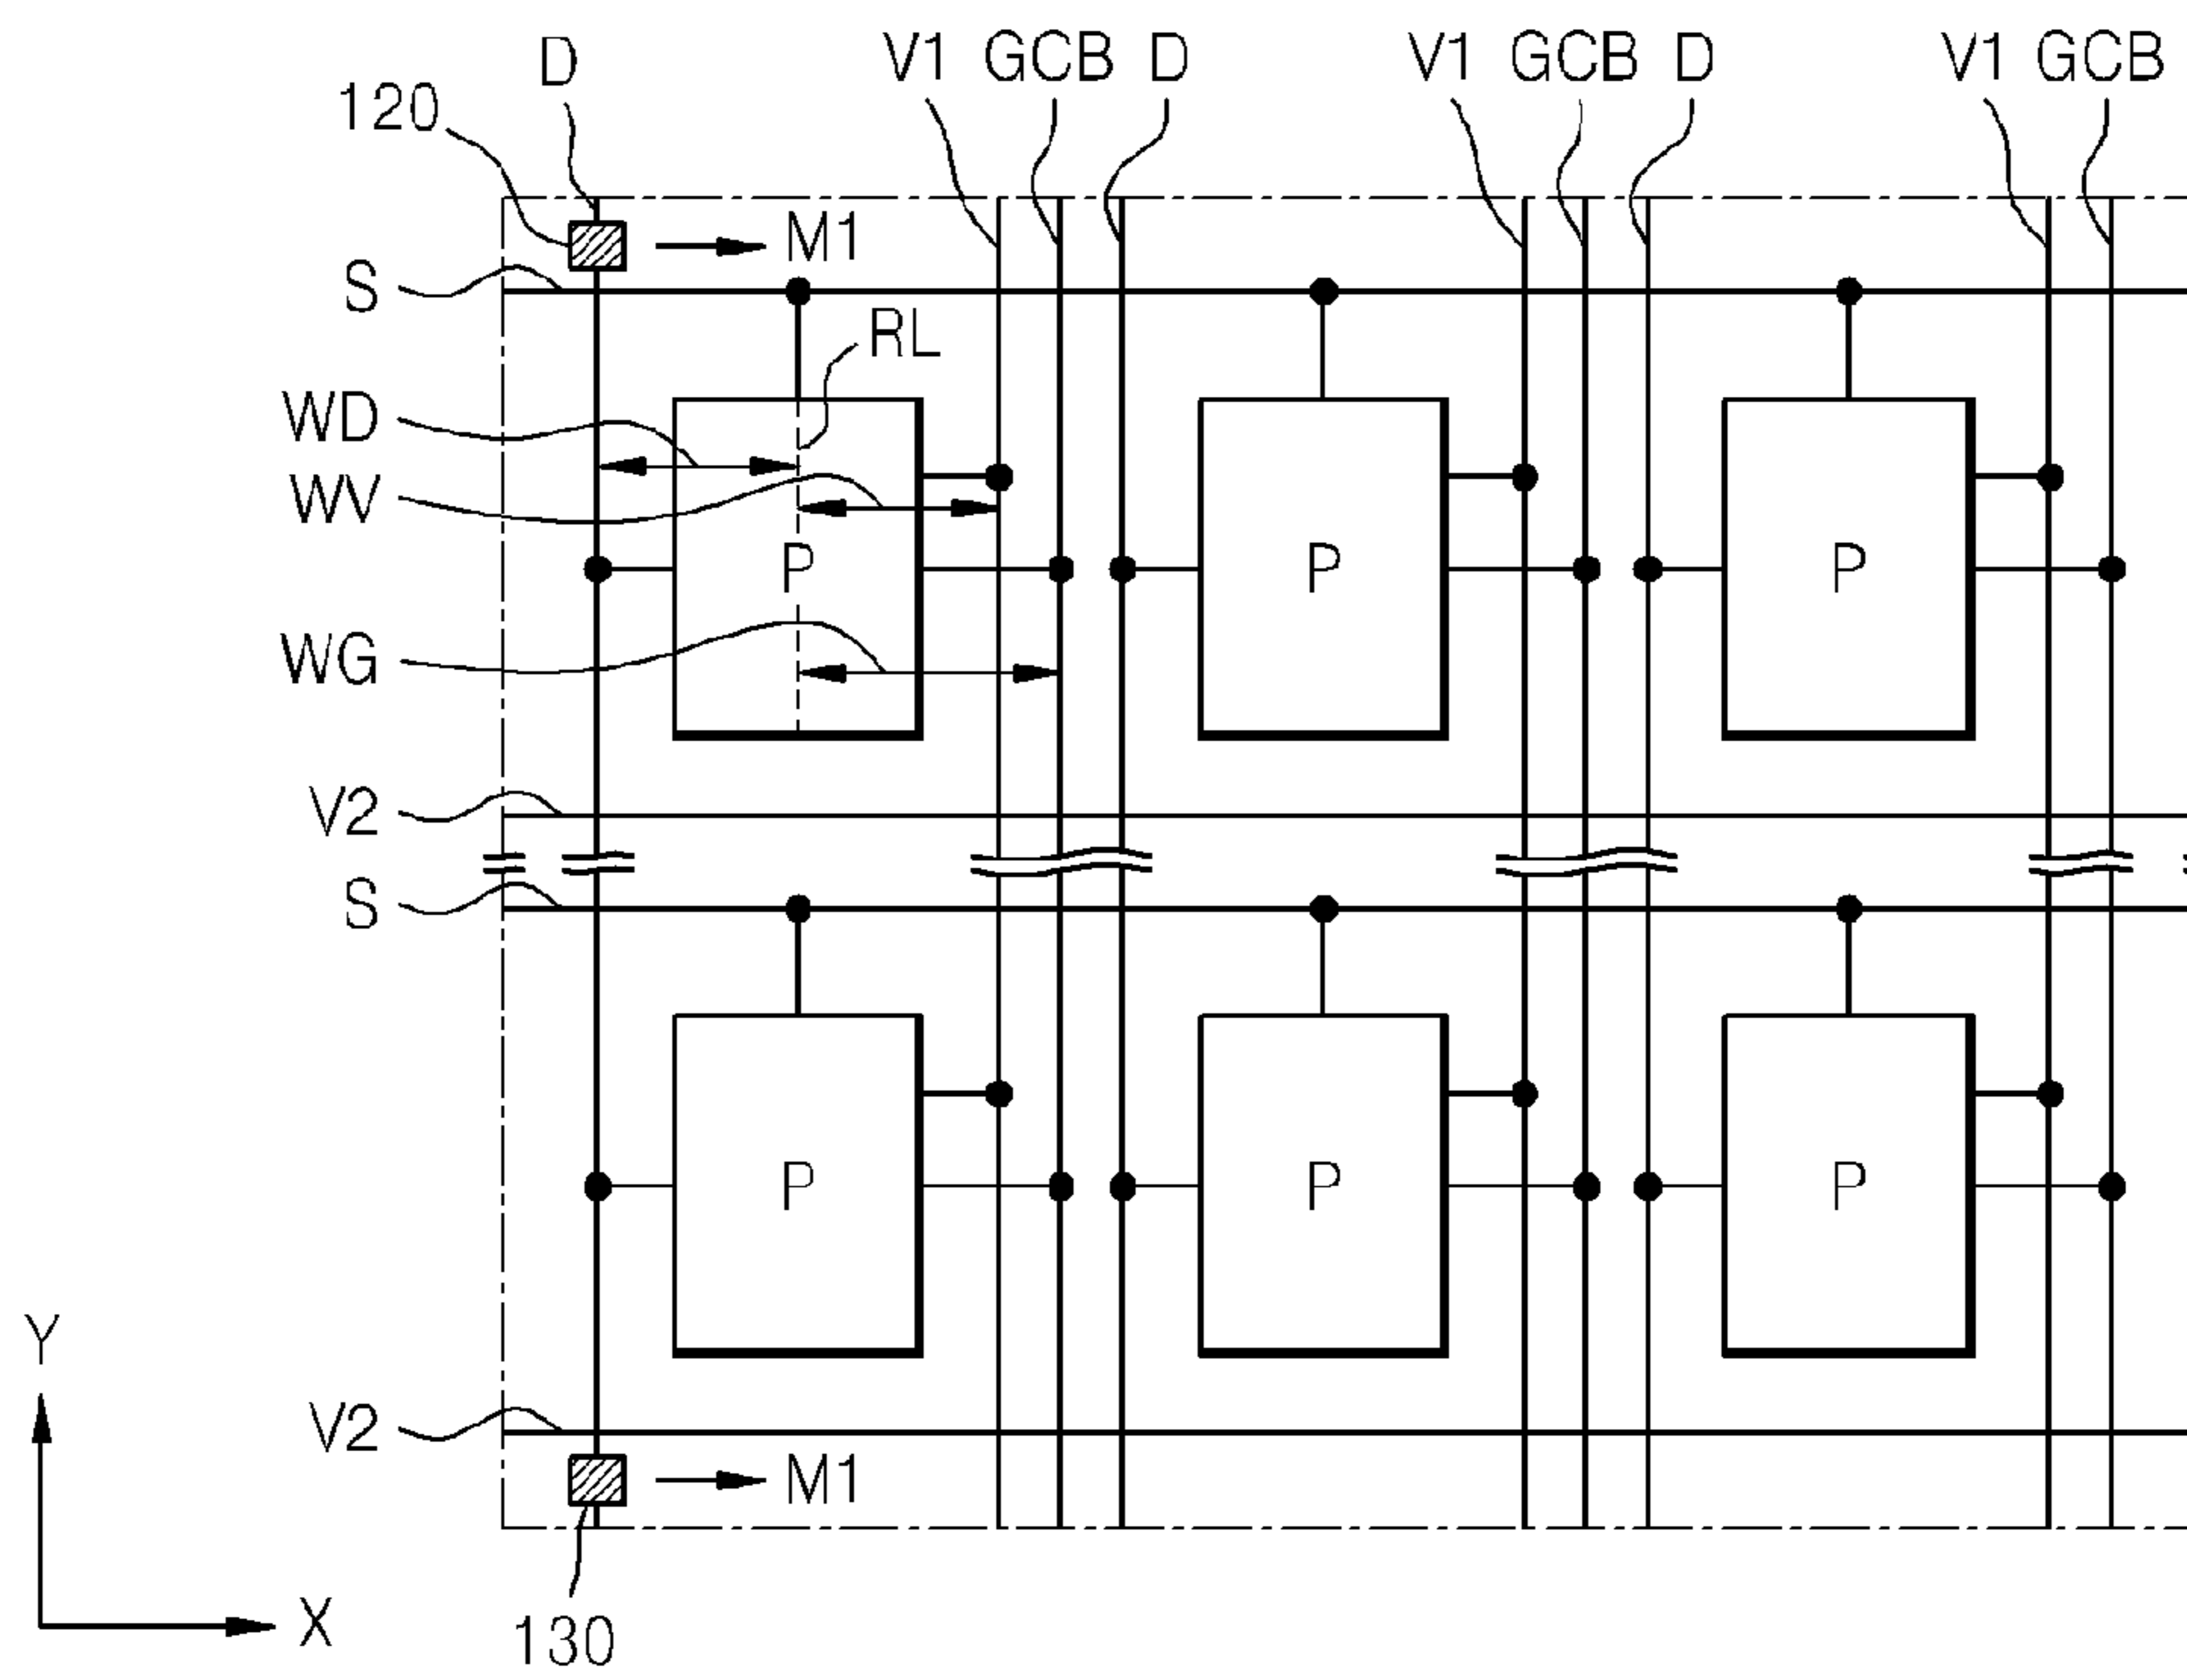 D V1 GCB D V1 GCB D V1 GCB
120
M1
S
RL
WD
WV
P P P
WG
V2
S
P P P
Y
V2
M1
X
130